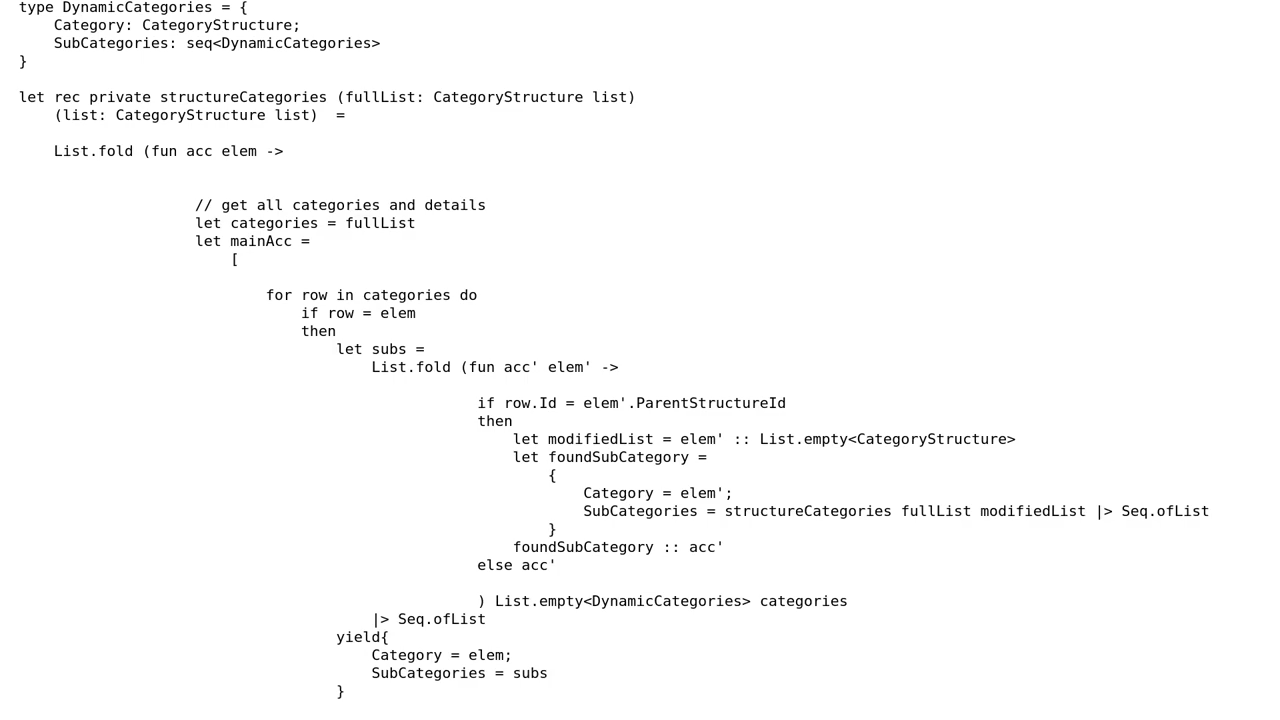 type DynamicCategories = {
    Category: CategoryStructure;
    SubCategories: seq<DynamicCategories>
}
let rec private structureCategories (fullList: CategoryStructure list)
    (list: CategoryStructure list)  =
    List.fold (fun acc elem ->
                    // get all categories and details
                    let categories = fullList
                    let mainAcc =
                        [
                            for row in categories do
                                if row = elem
                                then
                                    let subs =
                                        List.fold (fun acc' elem' ->
                                                    if row.Id = elem'.ParentStructureId
                                                    then
                                                        let modifiedList = elem' :: List.empty<CategoryStructure>
                                                        let foundSubCategory =
                                                            {
                                                                Category = elem';
                                                                SubCategories = structureCategories fullList modifiedList |> Seq.ofList
                                                            }
                                                        foundSubCategory :: acc'
                                                    else acc'
                                                    ) List.empty<DynamicCategories> categories
                                        |> Seq.ofList
                                    yield{
                                        Category = elem;
                                        SubCategories = subs
                                    }